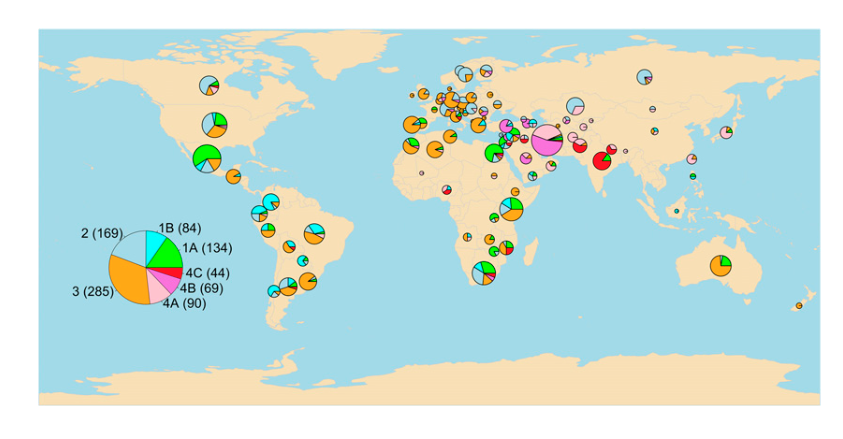 1B (84)
2 (169)
1A (134)
4C (44)
4B (69)
3 (285)
4A (90)